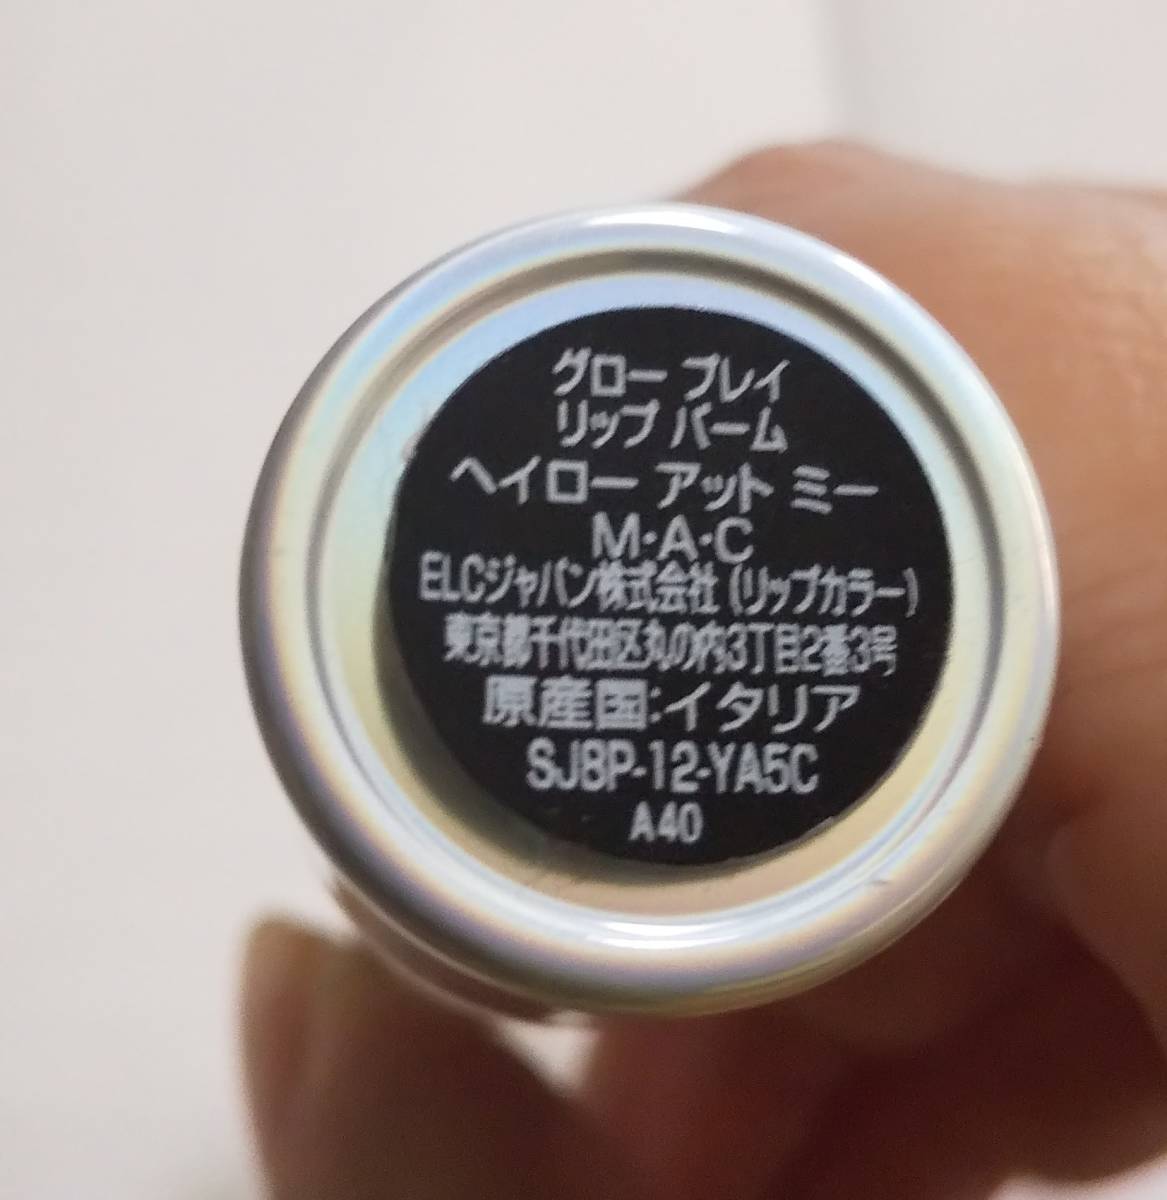 グロー プレイ
リップ バーム
ヘイロー アット ミー
M・A・C
ELCジャパン株式会社 (リップカラー)
東京都千代田区丸の内3丁目2番3号
原産国:イタリア
SJ8P-12-YA5C
A40